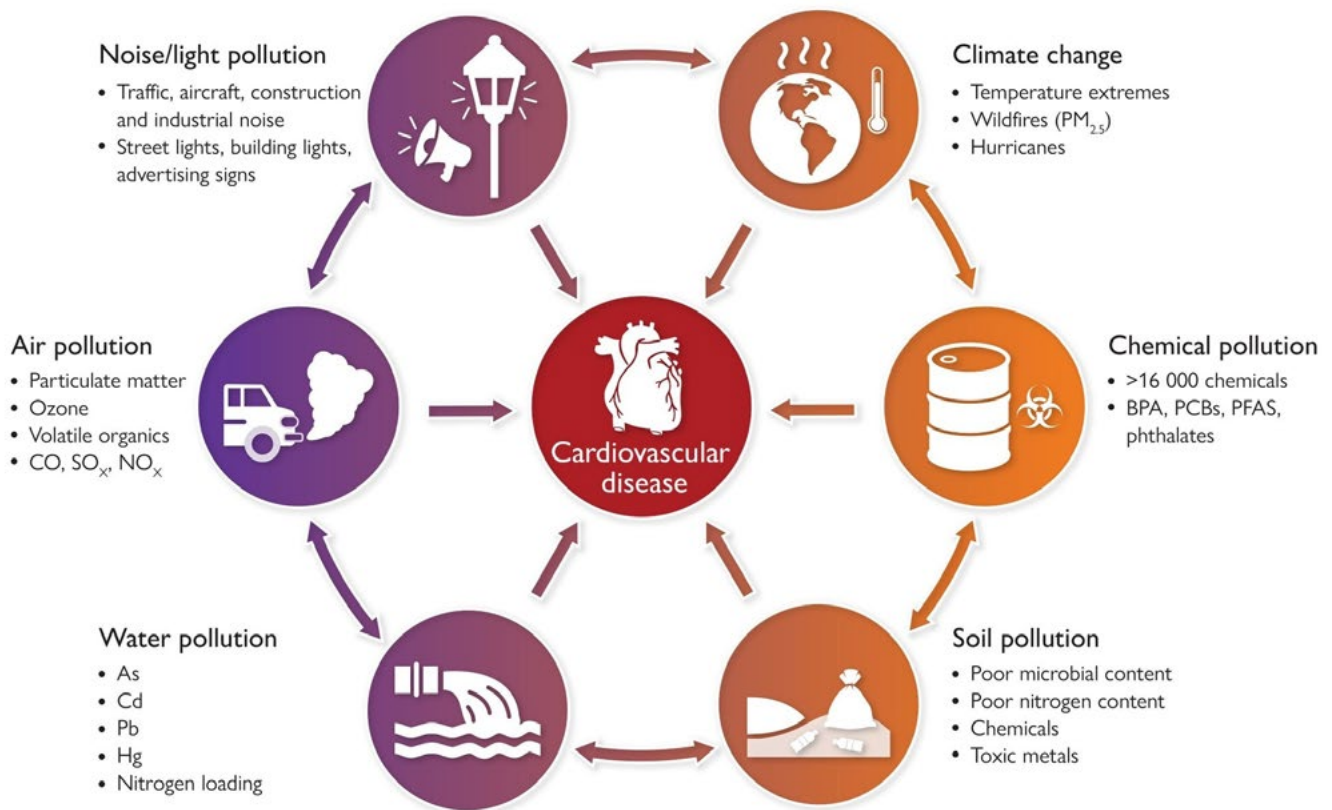 Noise/light pollution
• Traffic, aircraft, construction
and industrial noise
• Street lights, building lights,
advertising signs
Climate change
• Temperature extremes
• Wildfires (PM2.5)
• Hurricanes
Air pollution
• Particulate matter
• Ozone
• Volatile organics
• CO, SOX, NOX
Cardiovascular
disease
Chemical pollution
• >16 000 chemicals
• BPA, PCBs, PFAS,
phthalates
Water pollution
• As
• Cd
• Pb
• Hg
• Nitrogen loading
Soil pollution
• Poor microbial content
• Poor nitrogen content
• Chemicals
• Toxic metals